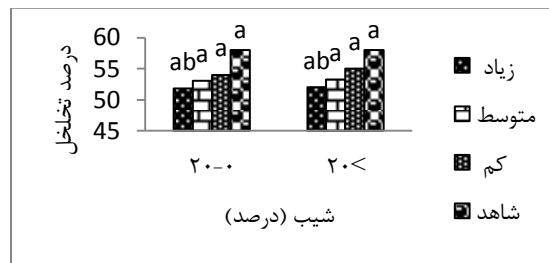 درصد تخلخل
60
55
50
45
ab a a a
ab a a a
۲۰-۰
۲۰<
شیب (درصد)
زیاد
متوسط
کم
شاهد